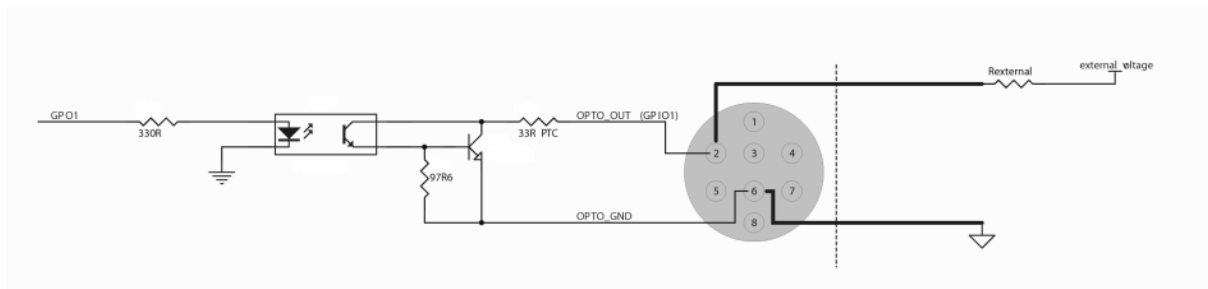 external_voltage
Rexternal
GPO1
330R
33R PTC
OPTO_OUT (GPIO1)
1
2 3 4
97R6
5 6 7
OPTO_GND
8